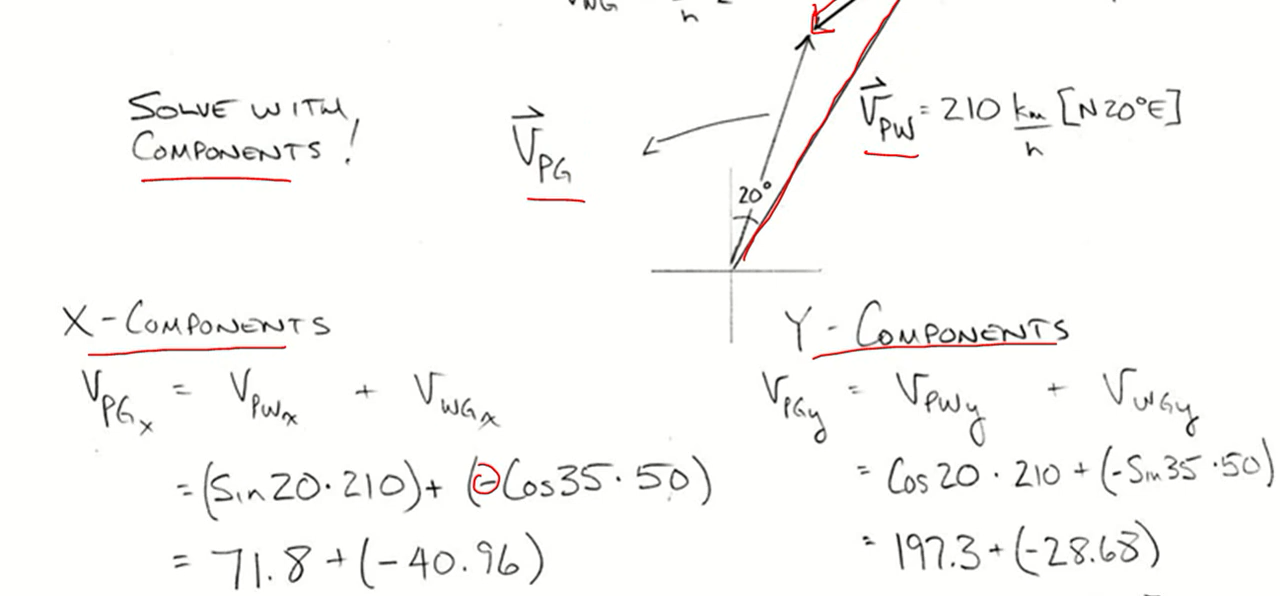 SOLVE WITH
COMPONENTS!
V_PG
20°
V_PW = 210 km/h [N20°E]
X-COMPONENTS
V_PGx = V_PWx + V_WGx
= (Sin20·210) + (-Cos35·50)
= 71.8 + (-40.96)
Y-COMPONENTS
V_PGy = V_PWy + V_WGy
= Cos20·210 + (-Sin35·50)
= 197.3 + (-28.68)